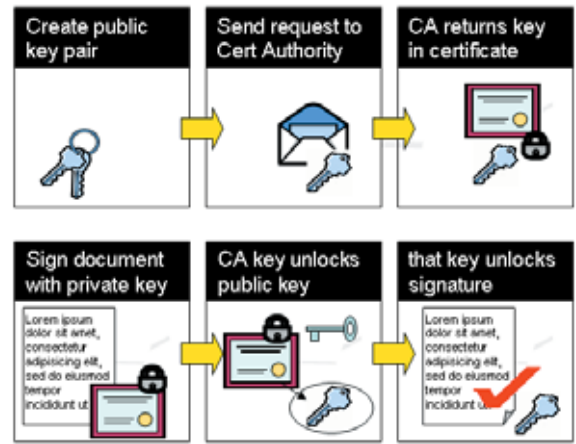 Create public
key pair
Send request to
Cert Authority
CA returns key
in certificate
Sign document
with private key
CA key unlocks
public key
that key unlocks
signature
Lorem ipsum
dolor sit amet,
consectetur
adipisicing elit,
sed do eiusmod
tempor
incididunt ut
Lorem ipsum
dolor sit amet,
consectetur
adipisicing elit,
sed do eiusmod
tempor
incididunt ut